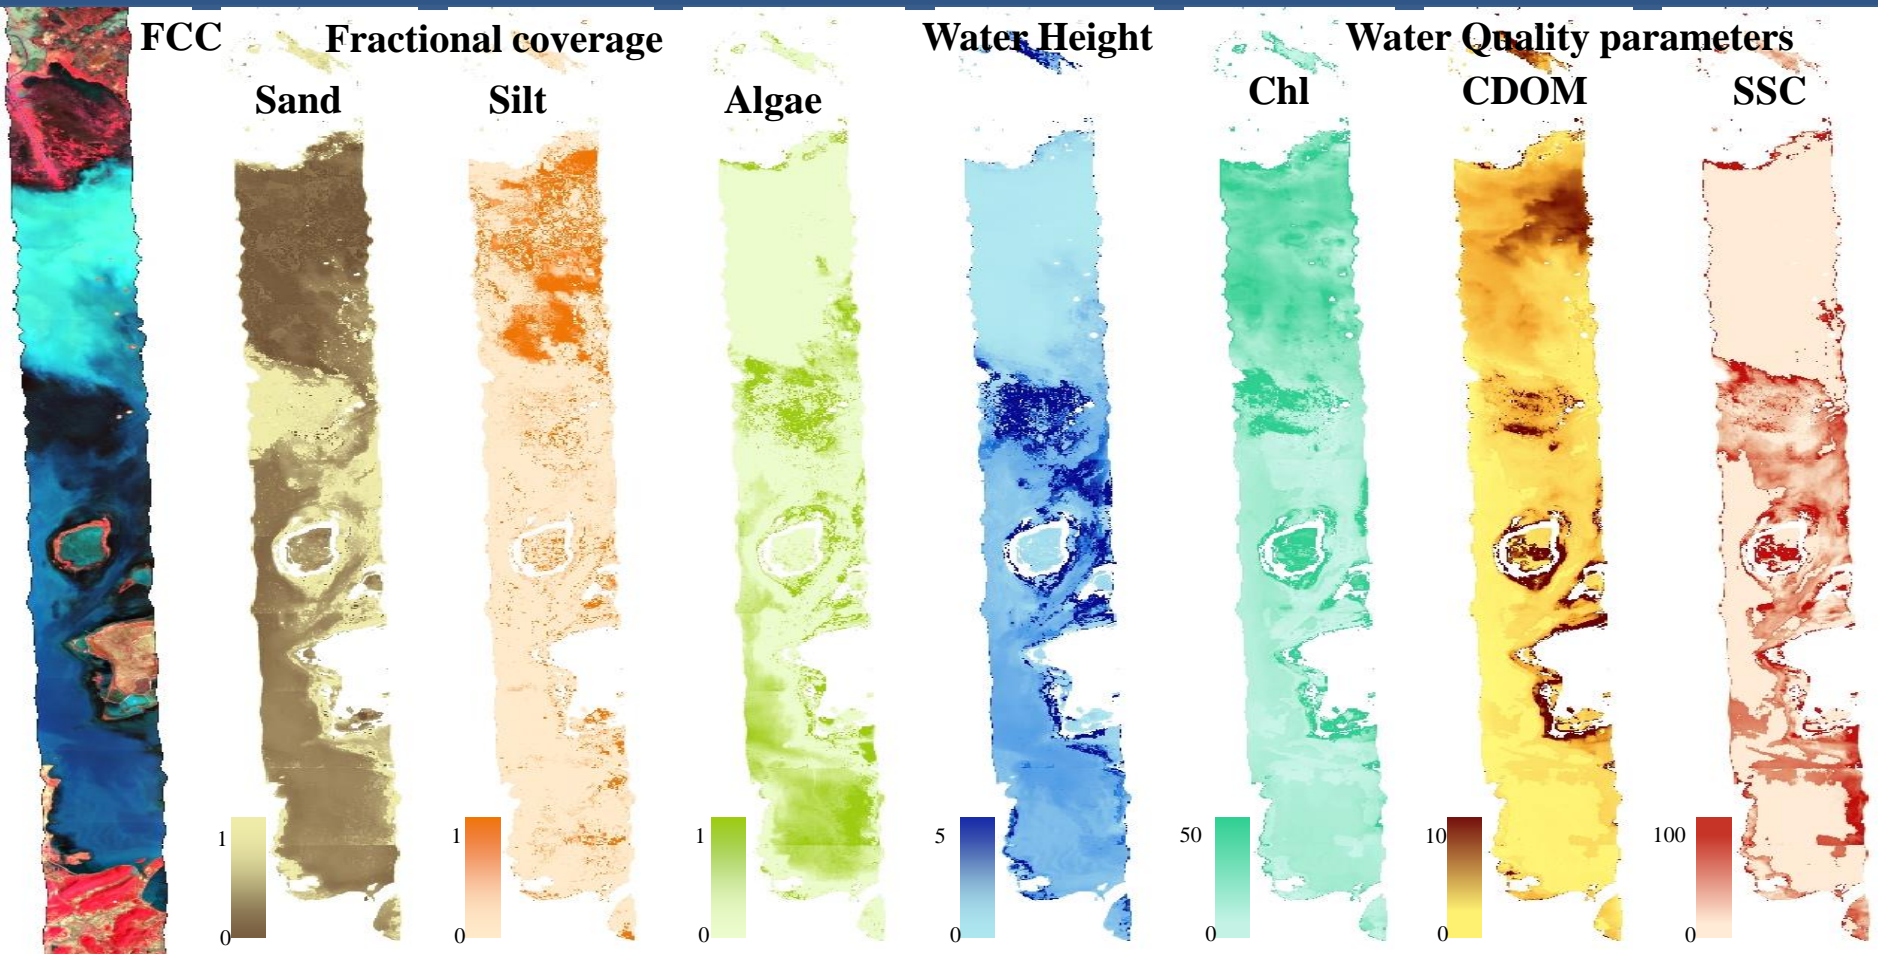 FCC
Fractional coverage
Water Height
Water Quality parameters
Sand
Silt
Algae
Chl
CDOM
SSC
1
1
1
5
50
10
100
0
0
0
0
0
0
0